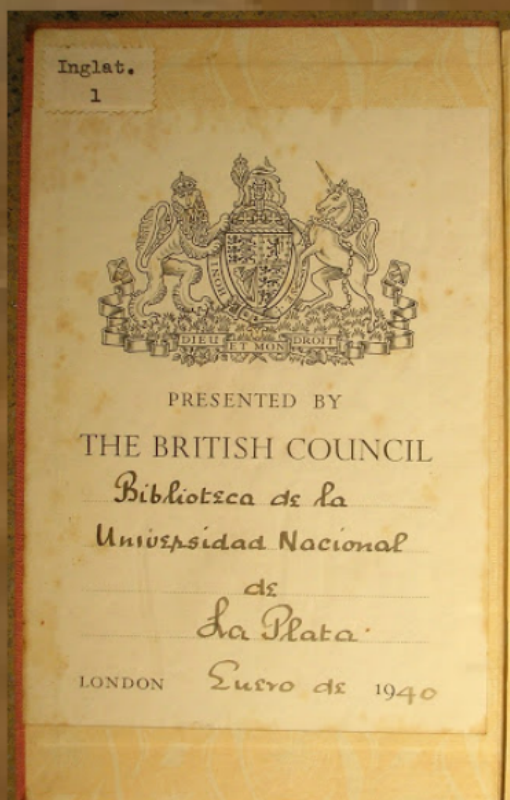 Inglat.
1
HONI
DIEU ET MON DROIT
PRESENTED BY
THE BRITISH COUNCIL
Biblioteca de la
Universidad Nacional
de
La Plata
LONDON Enero de 1940